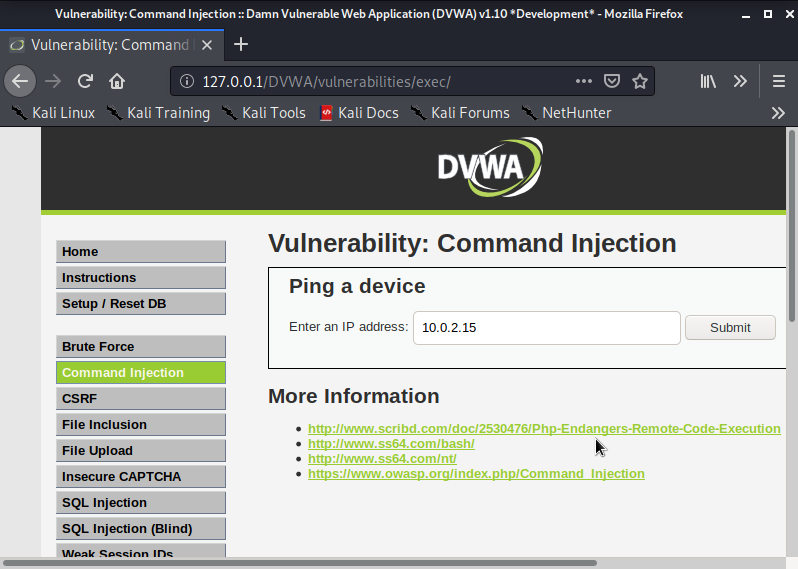 Vulnerability: Command Injection :: Damn Vulnerable Web Application (DVWA) v1.10 *Development* - Mozilla Firefox
Vulnerability: Command
127.0.0.1/DVWA/vulnerabilities/exec/
Kali Linux Kali Training Kali Tools Kali Docs Kali Forums NetHunter
DVWA
Home
Instructions
Setup / Reset DB
Brute Force
Command Injection
CSRF
File Inclusion
File Upload
Insecure CAPTCHA
SQL Injection
SQL Injection (Blind)
Weak Session IDs
Vulnerability: Command Injection
Ping a device
Enter an IP address: 10.0.2.15 Submit
More Information
http://www.scribd.com/doc/2530476/Php-Endangers-Remote-Code-Execution
http://www.ss64.com/bash/
http://www.ss64.com/nt/
https://www.owasp.org/index.php/Command_Injection